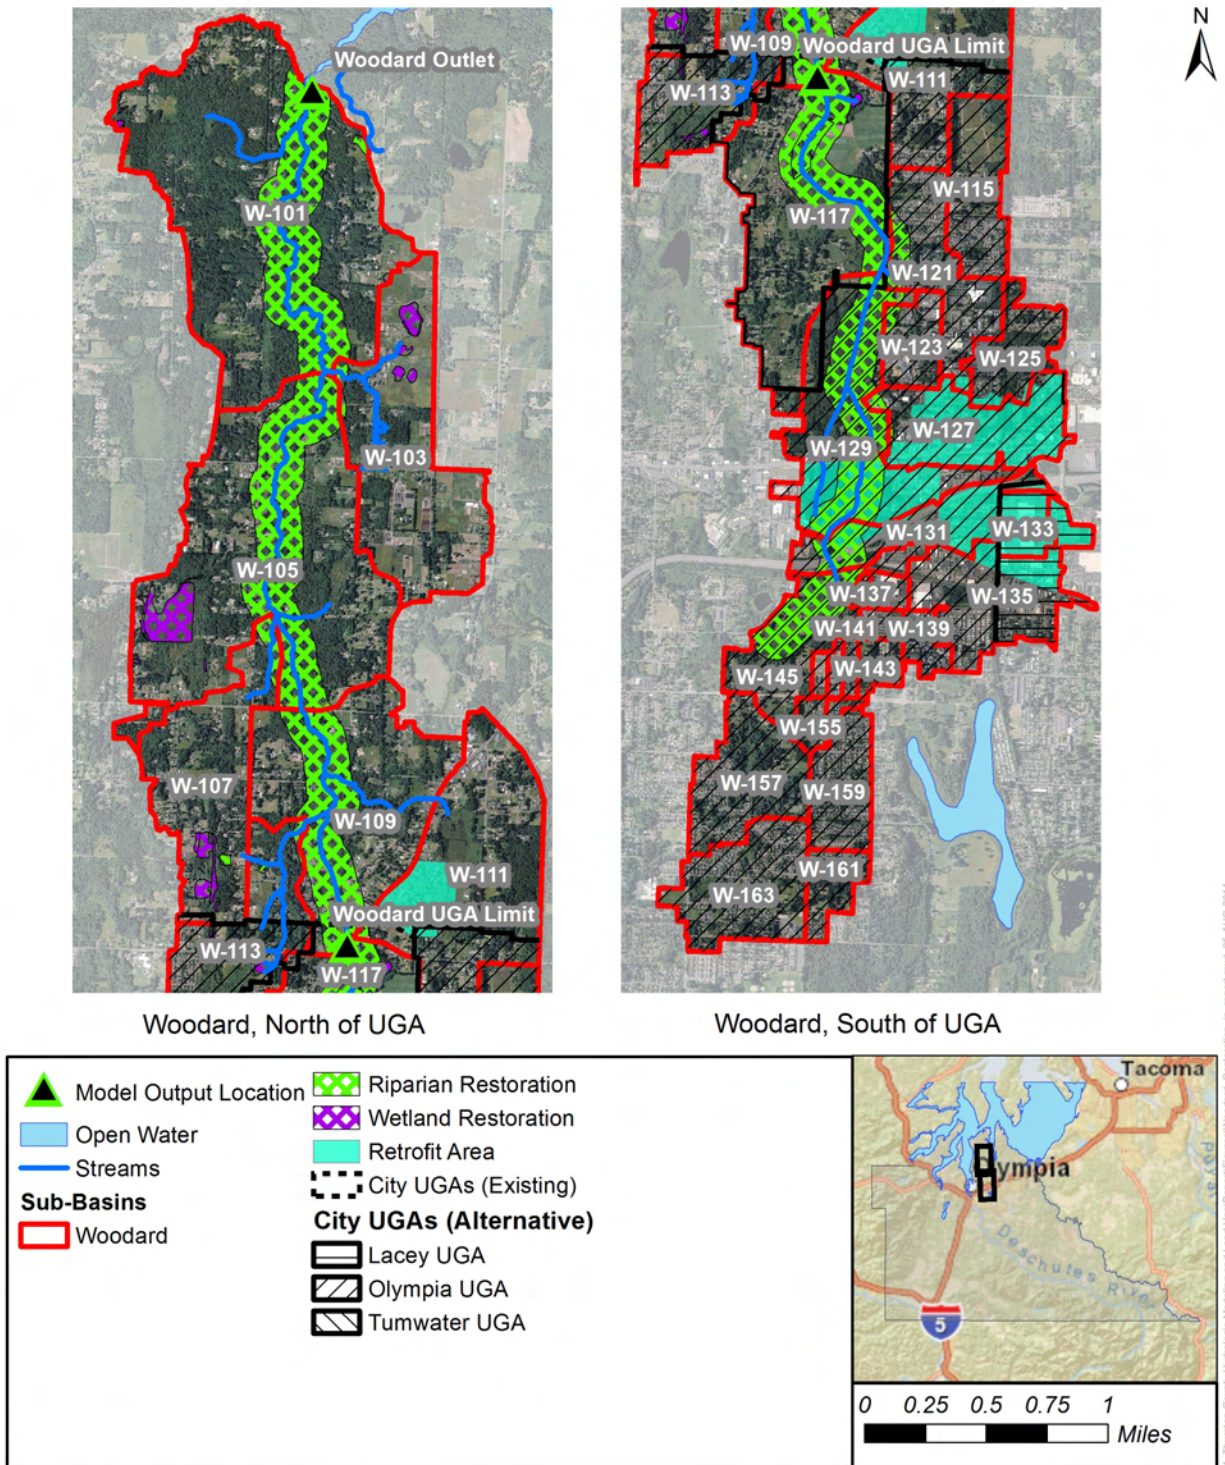 Woodard Outlet
W-101
W-103
W-105
W-107
W-109
W-111
Woodard UGA Limit
W-113
W-117
Woodard, North of UGA
N
W-109
Woodard UGA Limit
W-113
W-111
W-115
W-117
W-121
W-123
W-125
W-127
W-129
W-131
W-133
W-137
W-135
W-141
W-139
W-145
W-143
W-155
W-157
W-159
W-161
W-163
Woodard, South of UGA
Model Output Location
Open Water
Streams
Sub-Basins
Woodard
Riparian Restoration
Wetland Restoration
Retrofit Area
City UGAs (Existing)
City UGAs (Alternative)
Lacey UGA
Olympia UGA
Tumwater UGA
Tacoma
Olympia
Deschutes River
5
0 0.25 0.5 0.75 1
Miles